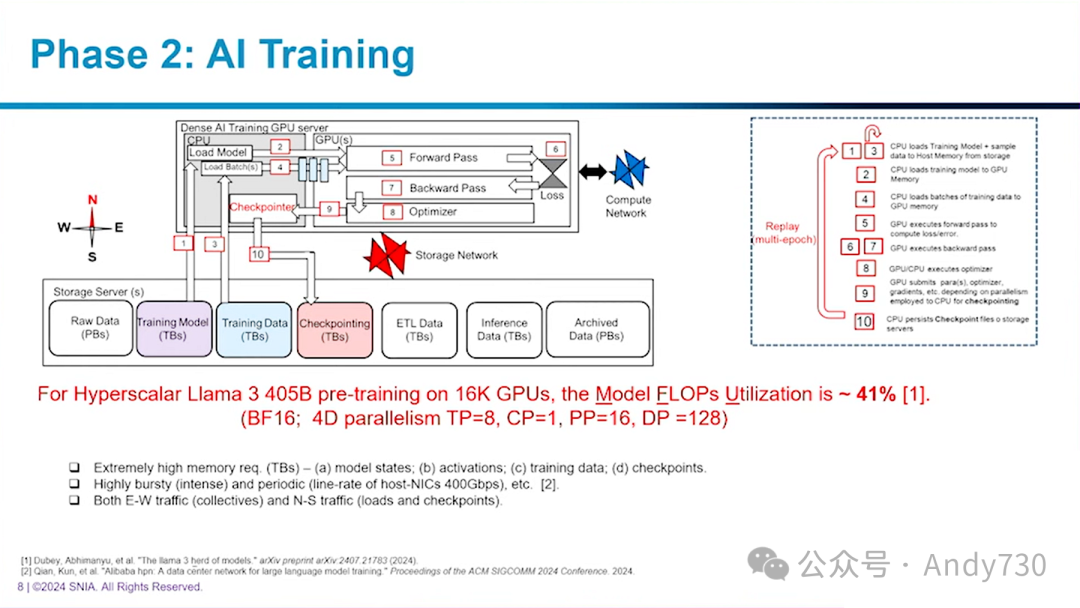 Phase 2: AI Training
Dense AI Training GPU server
CPU
GPU(s)
Load Model
2
Load Batch(s)
4
5
Forward Pass
6
7
Backward Pass
Loss
Checkpointer
9
8
Optimizer
Compute
Network
N
W
E
S
1
3
10
Storage Network
Storage Server (s)
Raw Data
(PBs)
Training Model
(TBs)
Training Data
(TBs)
Checkpointing
(TBs)
ETL Data
(TBs)
Inference
Data (TBs)
Archived
Data (PBs)
Replay
(multi-epoch)
1 3 CPU loads Training Model + sample
data to Host Memory from storage
2 CPU loads training model to GPU
Memory
4 CPU loads batches of training data to
GPU memory
5 GPU executes forward pass to
compute loss/error.
6 7 GPU executes backward pass
8 GPU/CPU executes optimizer
9 GPU submits para(s), optimizer,
gradients, etc. depending on parallelism
employed to CPU for checkpointing
10 CPU persists Checkpoint files o storage
servers
For Hyperscalar Llama 3 405B pre-training on 16K GPUs, the Model FLOPs Utilization is ~ 41% [1].
(BF16; 4D parallelism TP=8, CP=1, PP=16, DP =128)
❑ Extremely high memory req. (TBs) – (a) model states; (b) activations; (c) training data; (d) checkpoints.
❑ Highly bursty (intense) and periodic (line-rate of host-NICs 400Gbps), etc. [2].
❑ Both E-W traffic (collectives) and N-S traffic (loads and checkpoints).
[1] Dubey, Abhimanyu, et al. "The llama 3 herd of models." arXiv preprint arXiv:2407.21783 (2024).
[2] Qian, Kun, et al. "Alibaba hpn: A data center network for large language model training." Proceedings of the ACM SIGCOMM 2024 Conference. 2024.
8 | ©2024 SNIA. All Rights Reserved.
公众号 · Andy730